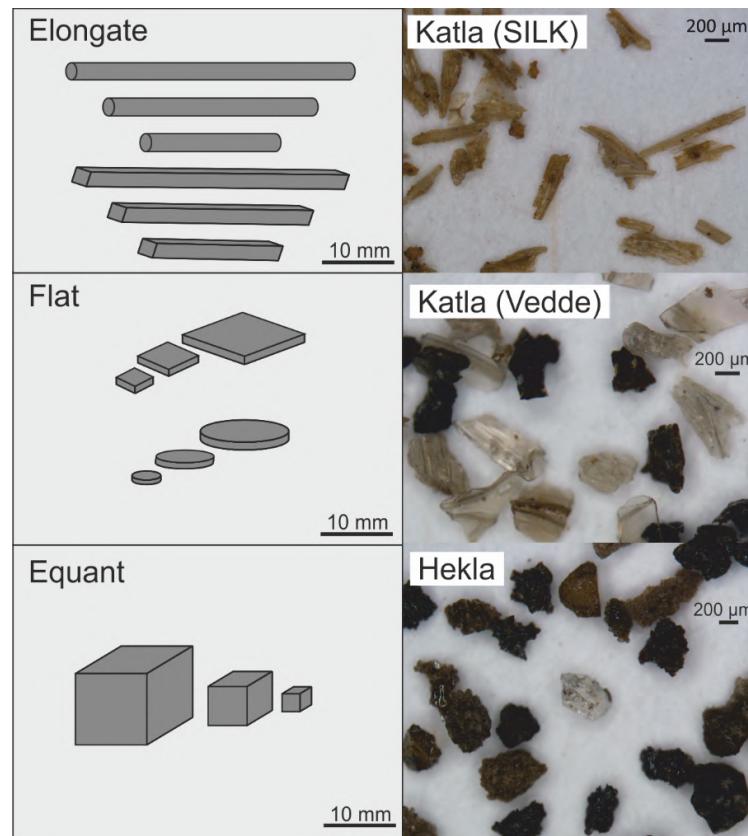 Elongate
10 mm
Katla (SILK)
200 µm
Flat
10 mm
Katla (Vedde)
200 µm
Equant
10 mm
Hekla
200 µm